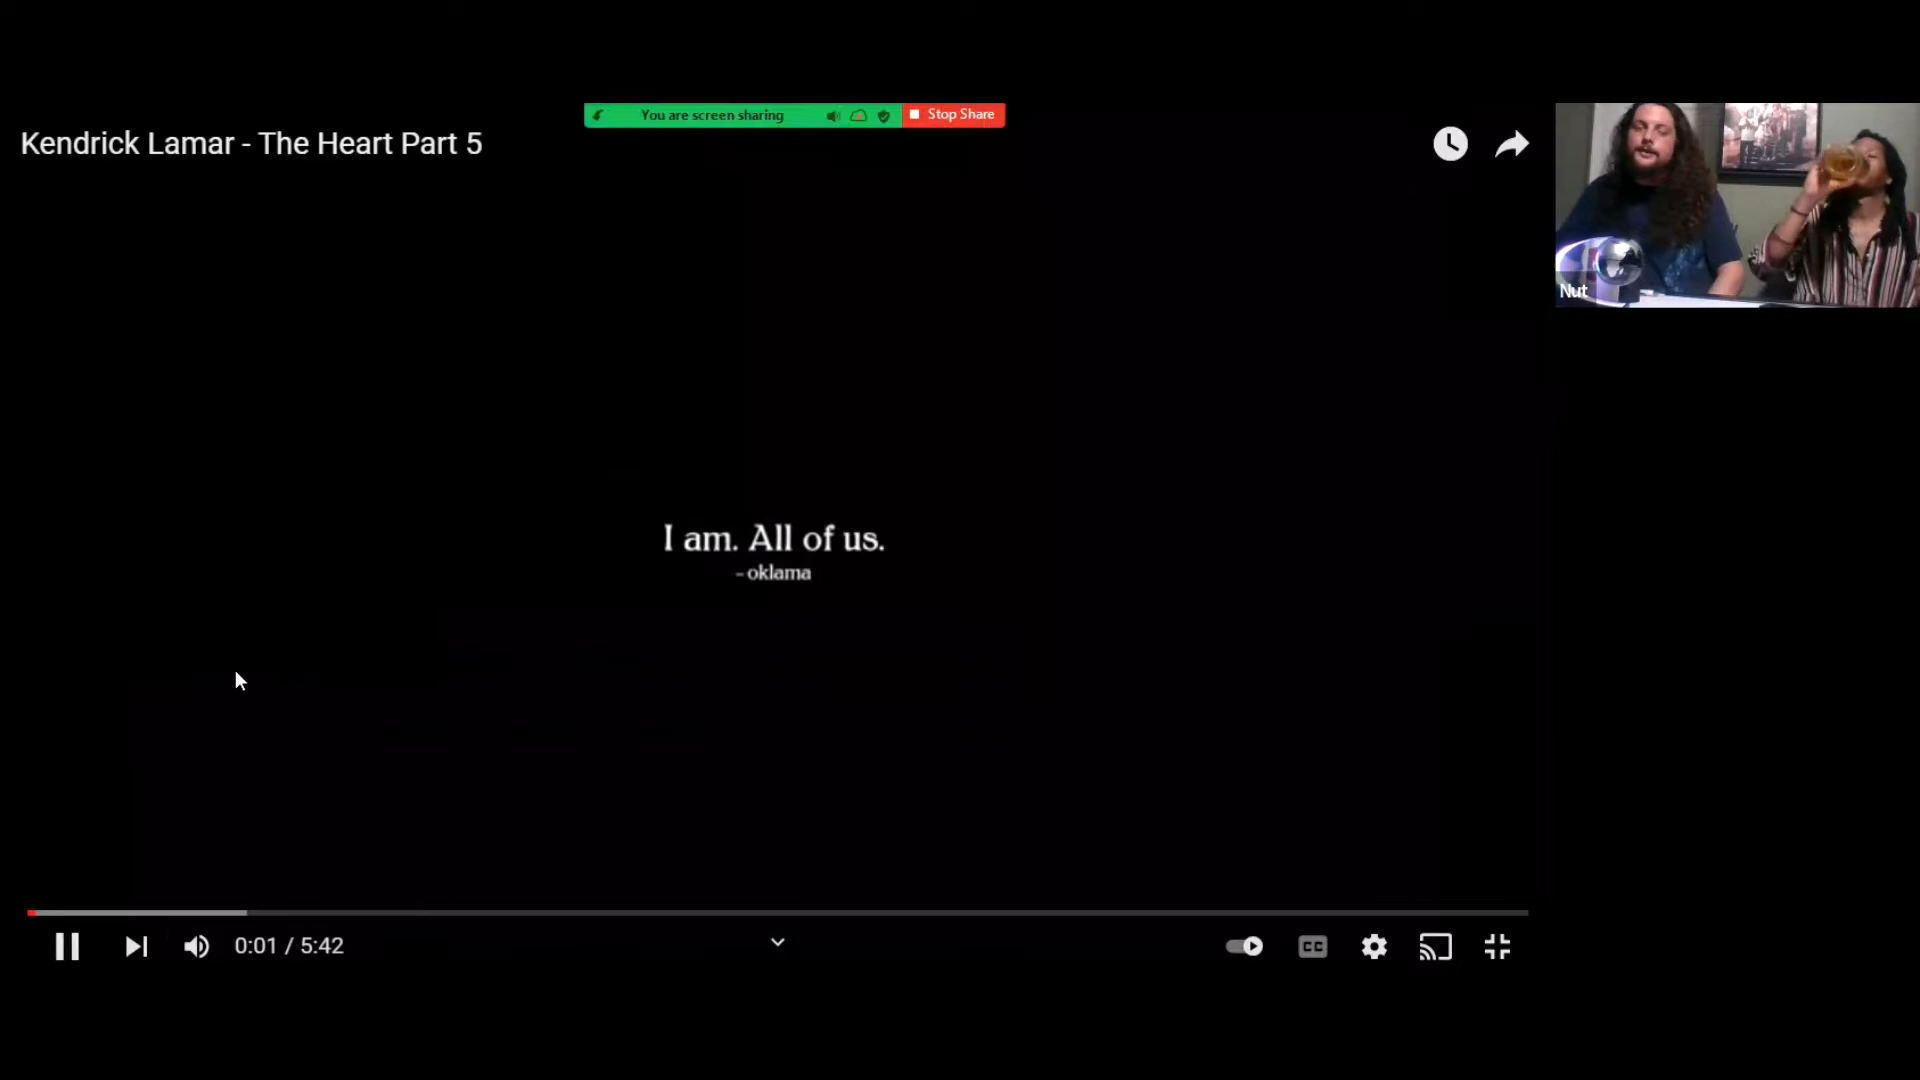 You are screen sharing
Stop Share
Kendrick Lamar - The Heart Part 5
Nut
I am. All of us.
- oklama
0:01 / 5:42
CC